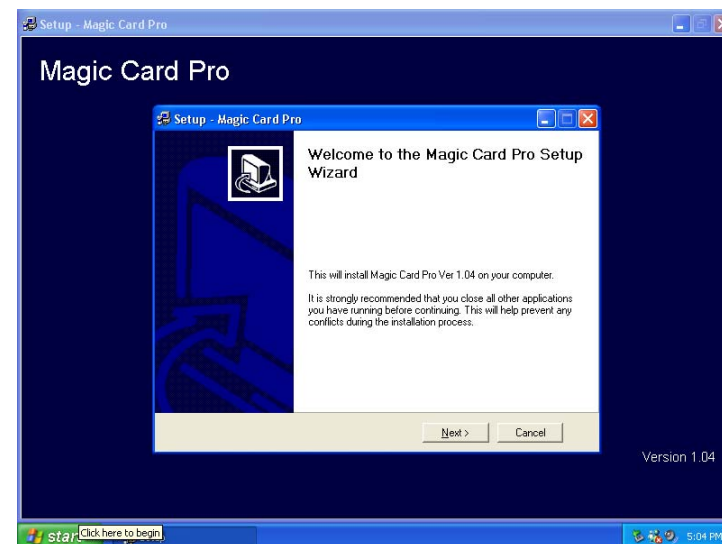 Setup - Magic Card Pro
Magic Card Pro
Setup - Magic Card Pro
Welcome to the Magic Card Pro Setup
Wizard
This will install Magic Card Pro Ver 1.04 on your computer.
It is strongly recommended that you close all other applications
you have running before continuing. This will help prevent any
conflicts during the installation process.
Next >
Cancel
Version 1.04
Click here to begin
5:04 PM